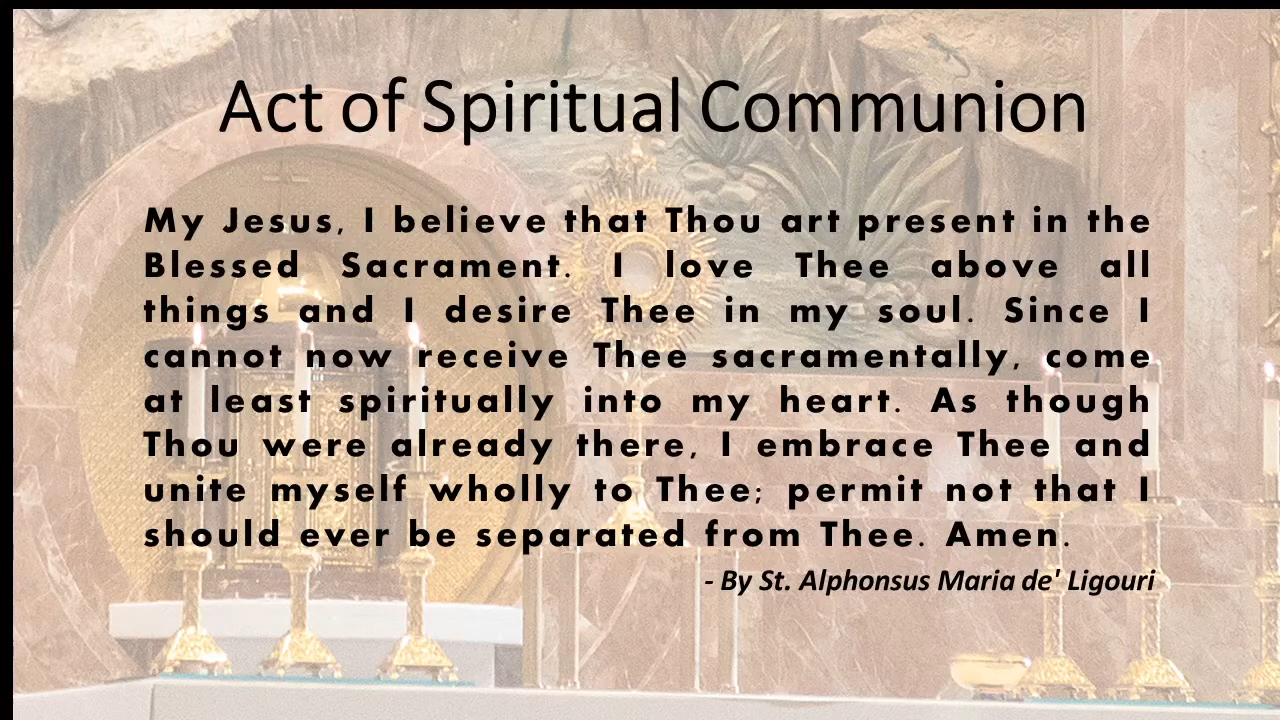 Act of Spiritual Communion
My Jesus, I believe that Thou art present in the
Blessed Sacrament. I love Thee above all
things and I desire Thee in my soul. Since I
cannot now receive Thee sacramentally, come
at least spiritually into my heart. As though
Thou were already there, I embrace Thee and
unite myself wholly to Thee; permit not that I
should ever be separated from Thee. Amen.
- By St. Alphonsus Maria de' Ligouri